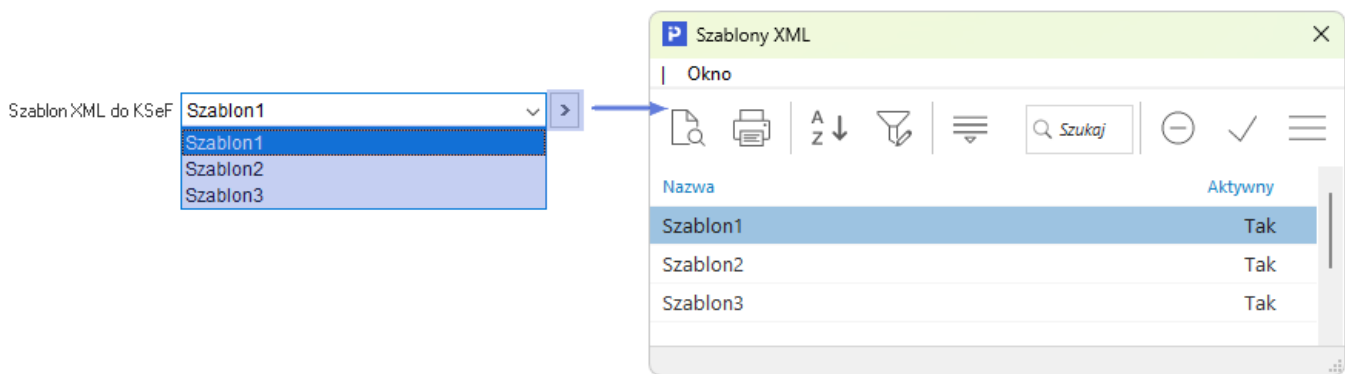 Szablon XML do KSeF Szablon1
Szablon1
Szablon2
Szablon3
Szablony XML
Okno
Szukaj
Nazwa Aktywny
Szablon1 Tak
Szablon2 Tak
Szablon3 Tak